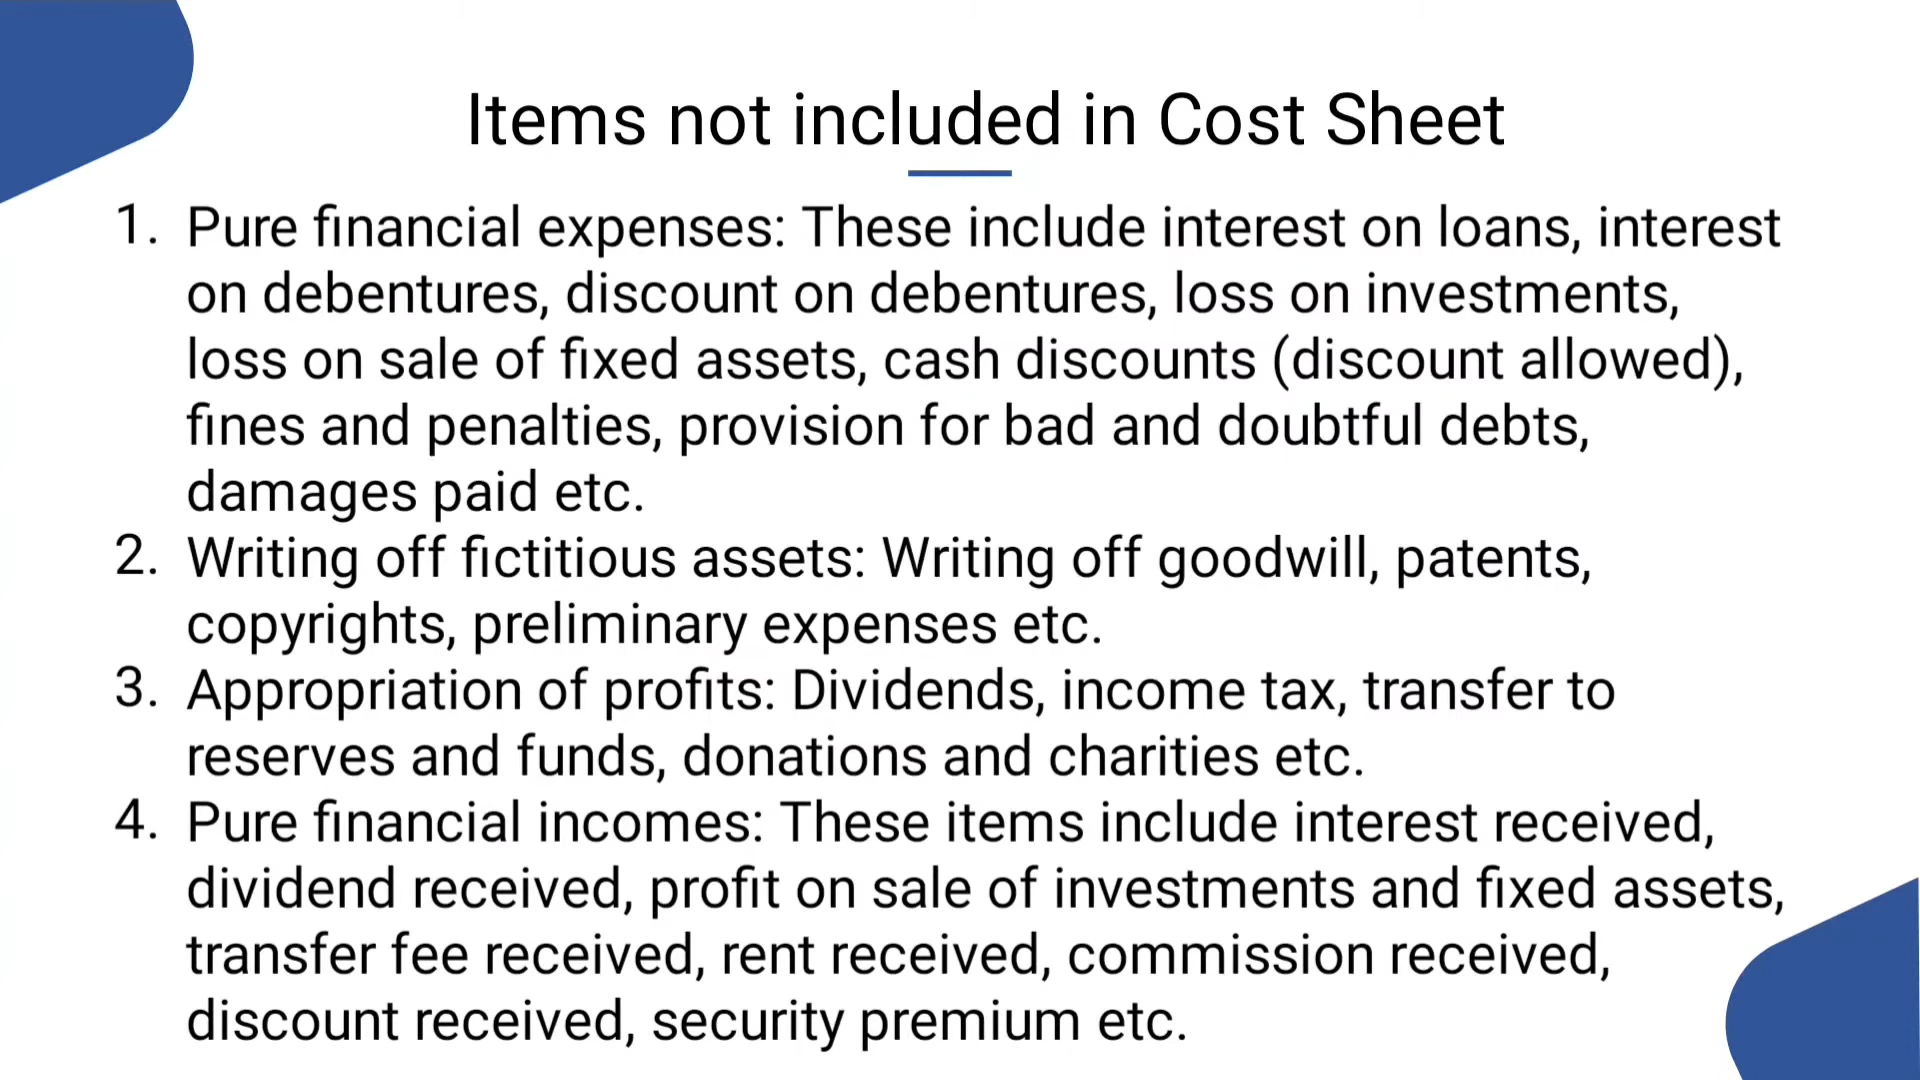 Items not included in Cost Sheet
1. Pure financial expenses: These include interest on loans, interest
on debentures, discount on debentures, loss on investments,
loss on sale of fixed assets, cash discounts (discount allowed),
fines and penalties, provision for bad and doubtful debts,
damages paid etc.
2. Writing off fictitious assets: Writing off goodwill, patents,
copyrights, preliminary expenses etc.
3. Appropriation of profits: Dividends, income tax, transfer to
reserves and funds, donations and charities etc.
4. Pure financial incomes: These items include interest received,
dividend received, profit on sale of investments and fixed assets,
transfer fee received, rent received, commission received,
discount received, security premium etc.